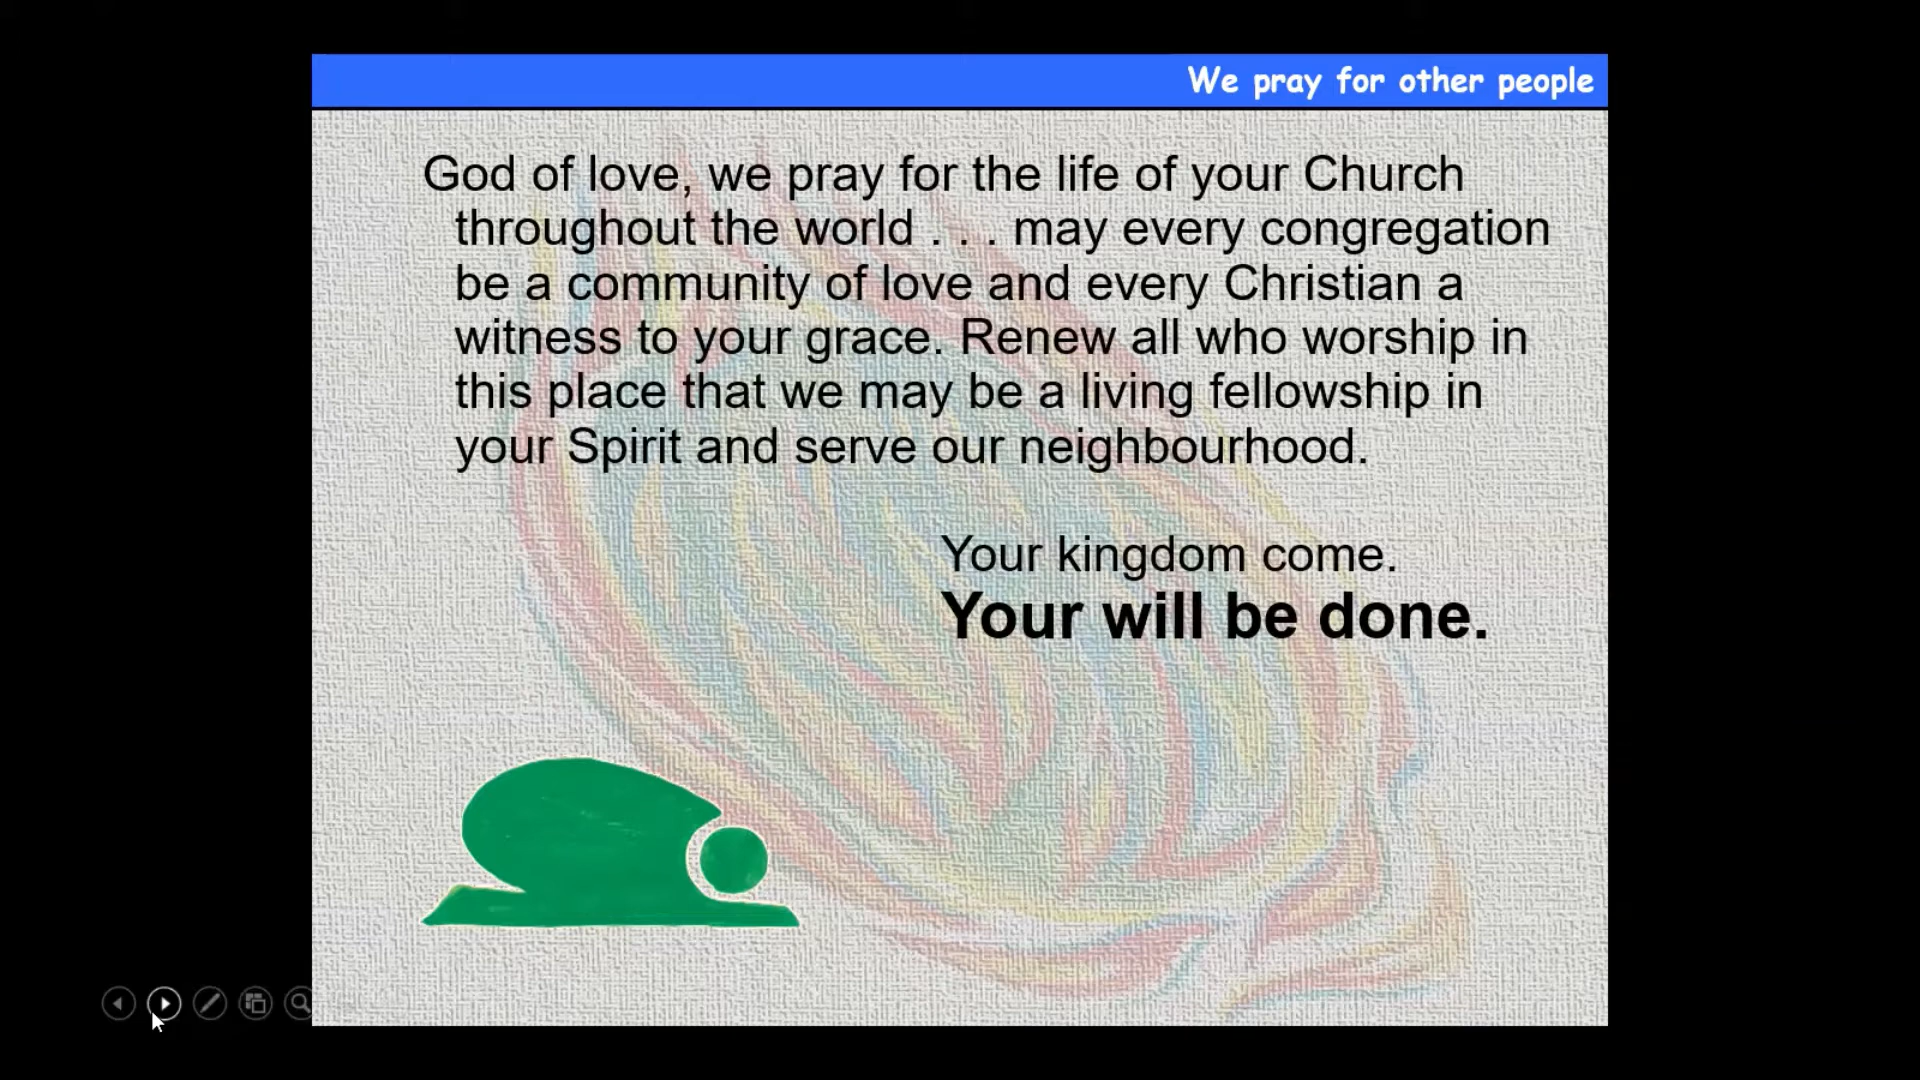 We pray for other people
God of love, we pray for the life of your Church
throughout the world . . . may every congregation
be a community of love and every Christian a
witness to your grace. Renew all who worship in
this place that we may be a living fellowship in
your Spirit and serve our neighbourhood.
Your kingdom come.
Your will be done.